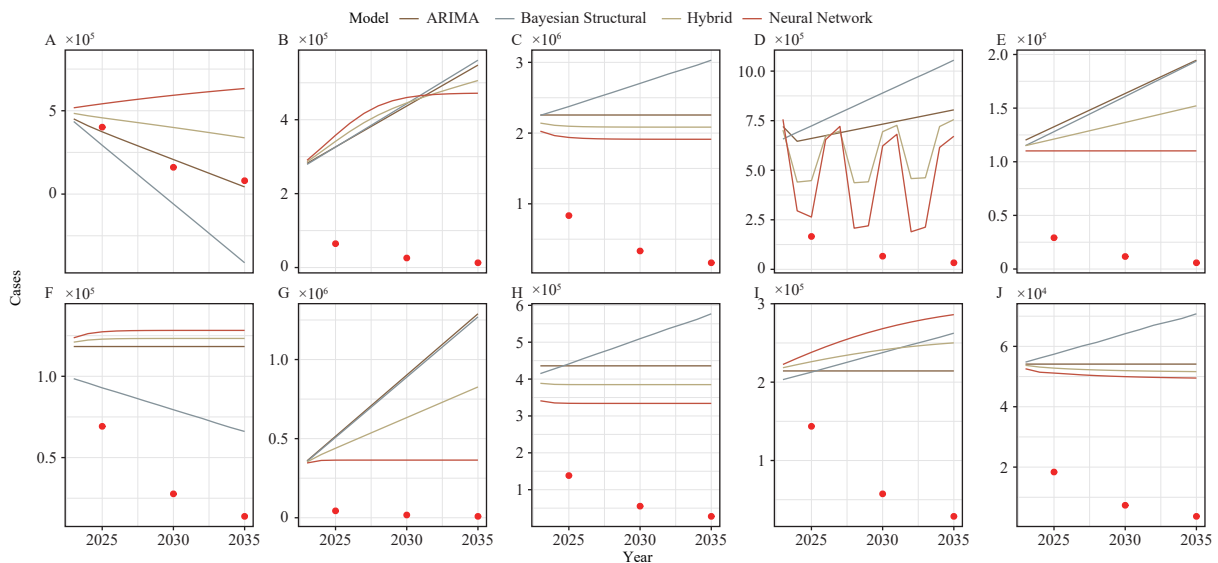 Model ARIMA Bayesian Structural Hybrid Neural Network
A ×10⁵
5
0
B ×10⁵
4
2
0
C ×10⁶
3
2
1
D ×10⁵
10.0
7.5
5.0
2.5
0
E ×10⁵
2.0
1.5
1.0
0.5
0
Cases
F ×10⁵
1.0
0.5
2025 2030 2035
G ×10⁶
1.0
0.5
0
2025 2030 2035
H ×10⁵
6
5
4
3
2
1
2025 2030 2035
I ×10⁵
3
2
1
2025 2030 2035
J ×10⁴
6
4
2
2025 2030 2035
Year